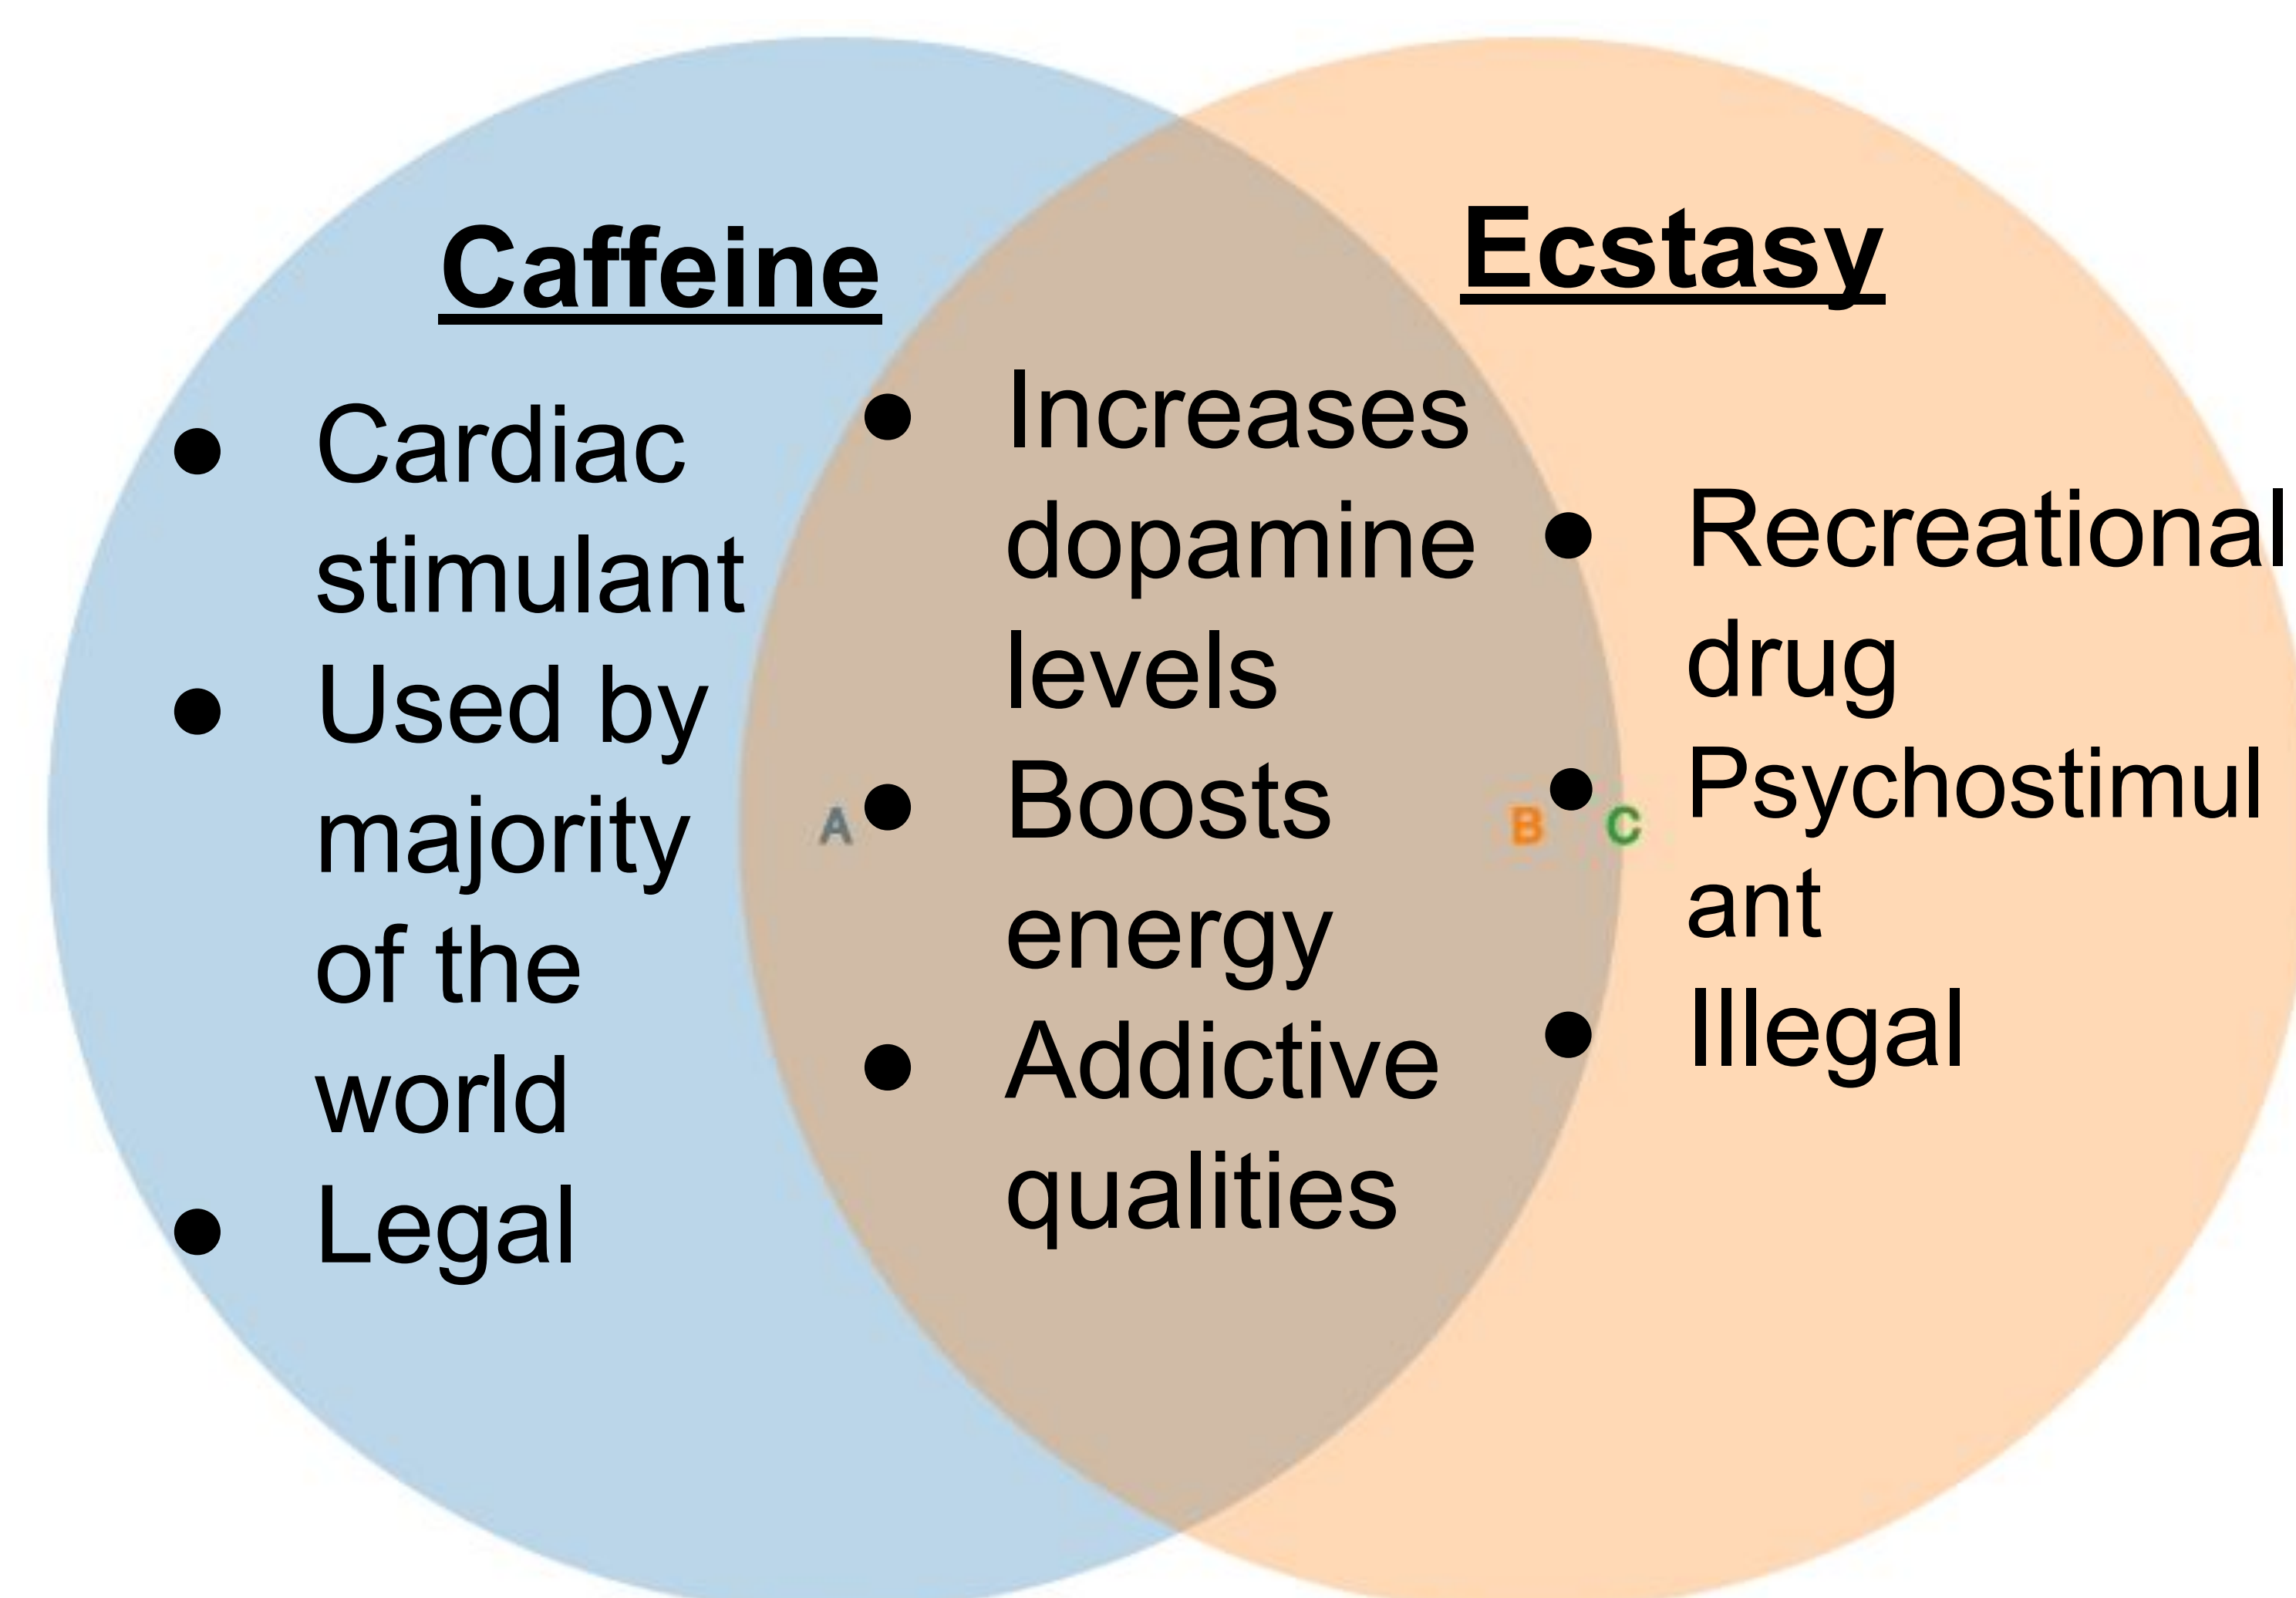 Caffeine
● Cardiac
stimulant
● Used by
majority
of the
world
● Legal
● Increases
dopamine
levels
● Boosts
energy
● Addictive
qualities
A
B
C
Ecstasy
● Recreational
drug
● Psychostimul
ant
● Illegal